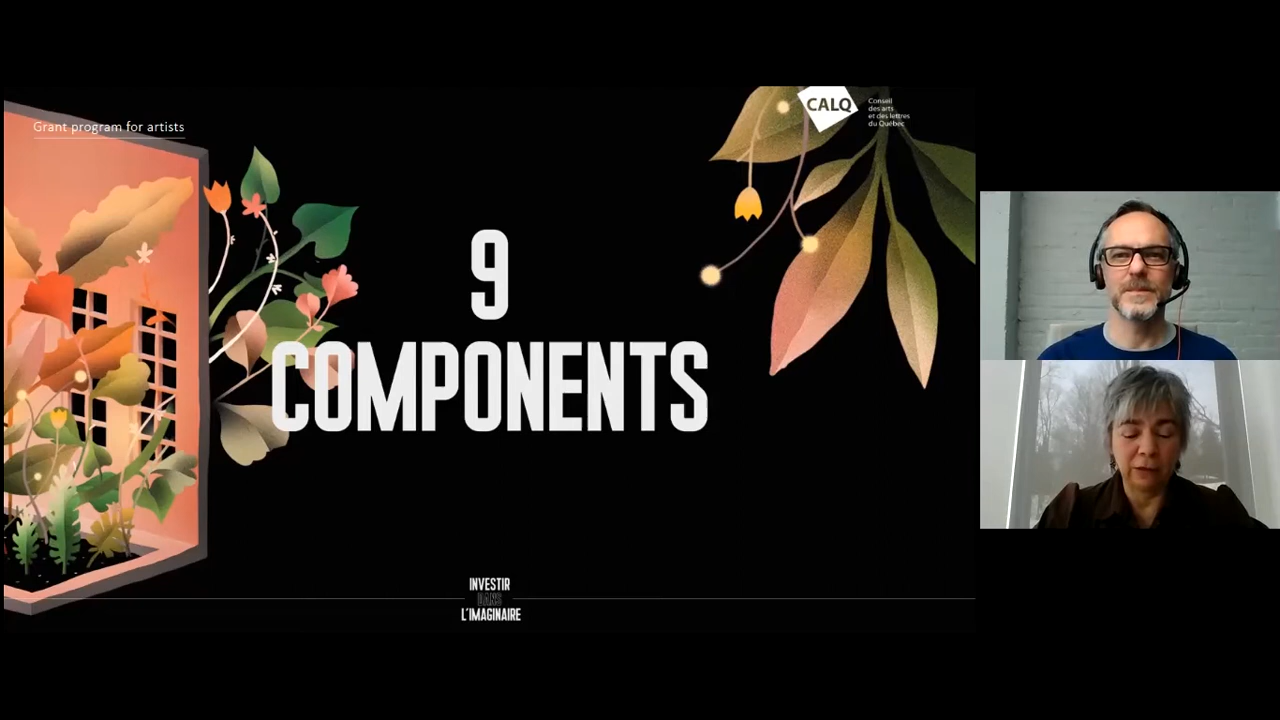 Grant program for artists
CALQ
Conseil
des arts
et des lettres
du Québec
9
COMPONENTS
INVESTIR
DANS
L'IMAGINAIRE